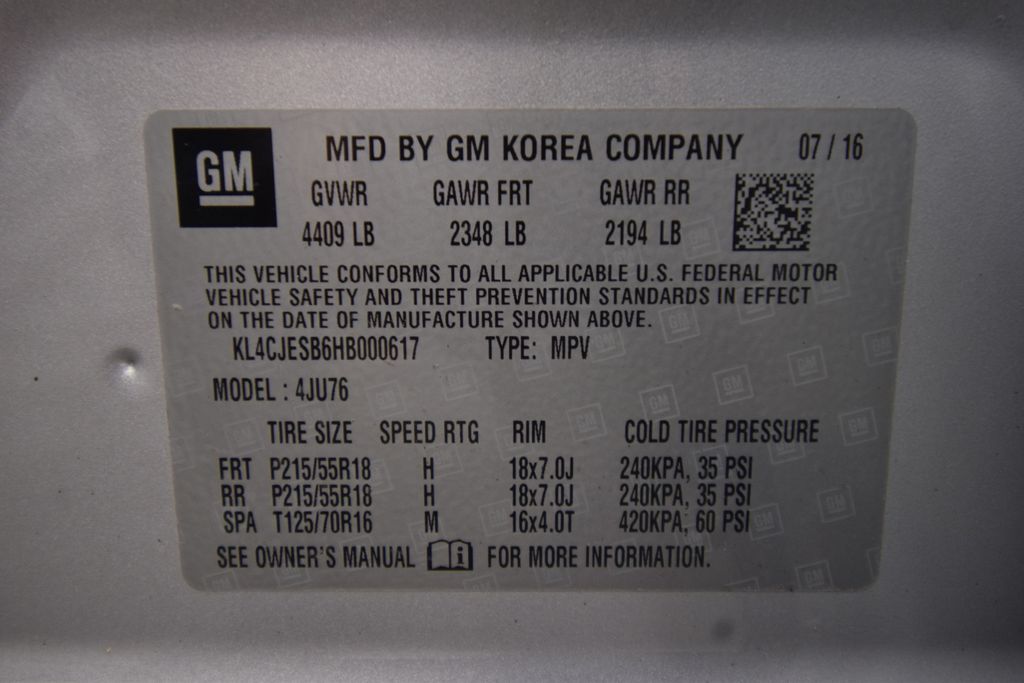 GM MFD BY GM KOREA COMPANY 07 / 16
GVWR GAWR FRT GAWR RR
4409 LB 2348 LB 2194 LB
THIS VEHICLE CONFORMS TO ALL APPLICABLE U.S. FEDERAL MOTOR
VEHICLE SAFETY AND THEFT PREVENTION STANDARDS IN EFFECT
ON THE DATE OF MANUFACTURE SHOWN ABOVE.
KL4CJESB6HB000617 TYPE: MPV
MODEL : 4JU76
TIRE SIZE SPEED RTG RIM COLD TIRE PRESSURE
FRT P215/55R18 H 18x7.0J 240KPA, 35 PSI
RR P215/55R18 H 18x7.0J 240KPA, 35 PSI
SPA T125/70R16 M 16x4.0T 420KPA, 60 PSI
SEE OWNER'S MANUAL i FOR MORE INFORMATION.